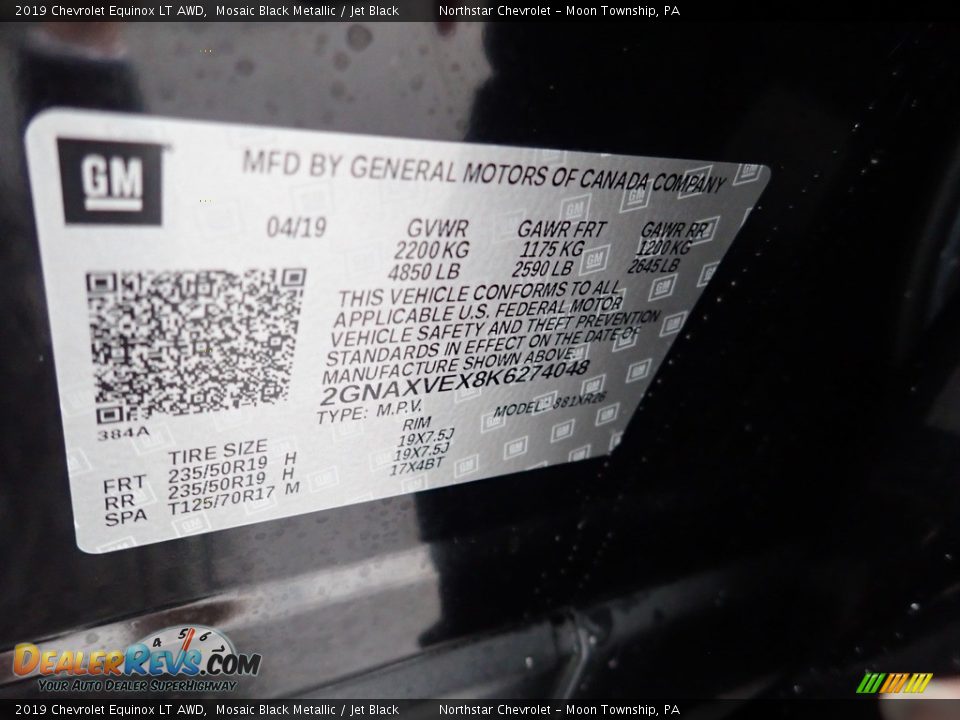 2019 Chevrolet Equinox LT AWD, Mosaic Black Metallic / Jet Black Northstar Chevrolet - Moon Township, PA
GM
MFD BY GENERAL MOTORS OF CANADA COMPANY
04/19 GVWR GAWR FRT GAWR RR
2200 KG 1175 KG 1200 KG
4850 LB 2590 LB 2645 LB
THIS VEHICLE CONFORMS TO ALL
APPLICABLE U.S. FEDERAL MOTOR
VEHICLE SAFETY AND THEFT PREVENTION
STANDARDS IN EFFECT ON THE DATE OF
MANUFACTURE SHOWN ABOVE.
2GNAXVEX8K6274048
TYPE: M.P.V. MODEL: 881XR26
384A
TIRE SIZE RIM
FRT 235/50R19 H 19X7.5J
RR 235/50R19 H 19X7.5J
SPA T125/70R17 M 17X4BT
4 5 6
DEALERREVS.COM
YOUR AUTO DEALER SUPERHIGHWAY
2019 Chevrolet Equinox LT AWD, Mosaic Black Metallic / Jet Black Northstar Chevrolet - Moon Township, PA